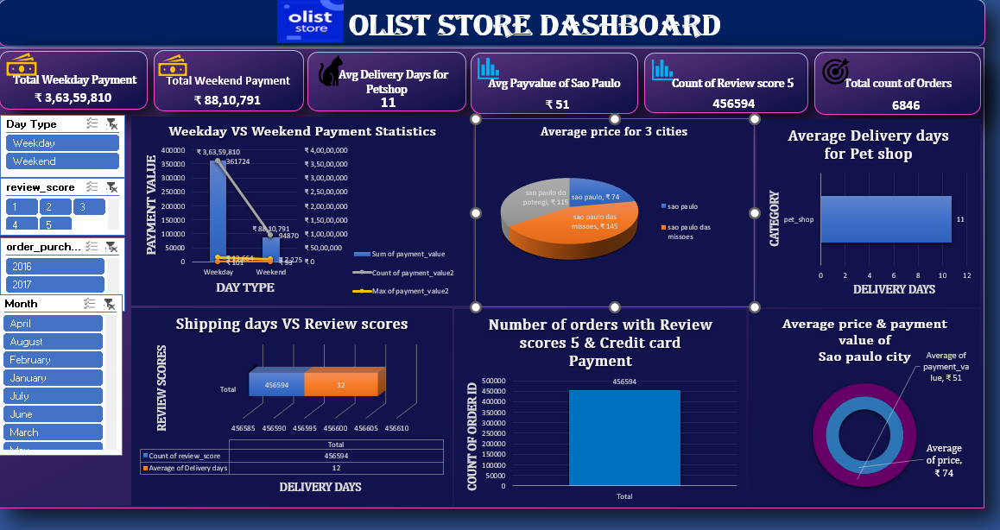 olist
store
OLIST STORE DASHBOARD
Total Weekday Payment
₹ 3,63,59,810
Total Weekend Payment
₹ 88,10,791
Avg Delivery Days for
Petshop
11
Avg Payvalue of Sao Paulo
₹ 51
Count of Review score 5
456594
Total count of Orders
6846
Day Type
Weekday
Weekend
review_score
1 2 3
4 5
order_purch...
2016
2017
Month
April
August
February
January
July
June
March
Weekday VS Weekend Payment Statistics
PAYMENT VALUE
400000
350000
300000
250000
200000
150000
100000
50000
0
₹ 4,00,00,000
₹ 3,50,00,000
₹ 3,00,00,000
₹ 2,50,00,000
₹ 2,00,00,000
₹ 1,50,00,000
₹ 1,00,00,000
₹ 50,00,000
₹ 0
₹ 3,63,59,810
361724
₹ 88,10,791
94870
Weekday Weekend
DAY TYPE
Sum of payment_value
Count of payment_value2
Max of payment_value2
Average price for 3 cities
sao paulo do
potengi, ₹ 115
sao paulo, ₹ 74
sao paulo das
missoes, ₹ 145
sao paulo
sao paulo das
missoes
Average Delivery days
for Pet shop
CATEGORY
pet_shop
11
0 2 4 6 8 10 12
DELIVERY DAYS
Shipping days VS Review scores
REVIEW SCORES
Total
456594 12
456585 456590 456595 456600 456605 456610
Total
Count of review_score 456594
Average of Delivery days 12
DELIVERY DAYS
Number of orders with Review
scores 5 & Credit card
Payment
COUNT OF ORDER ID
500000
450000
400000
350000
300000
250000
200000
150000
100000
50000
0
456594
Total
Average price & payment
value of
Sao paulo city
Average of
payment_va
lue, ₹ 51
Average
of price,
₹ 74